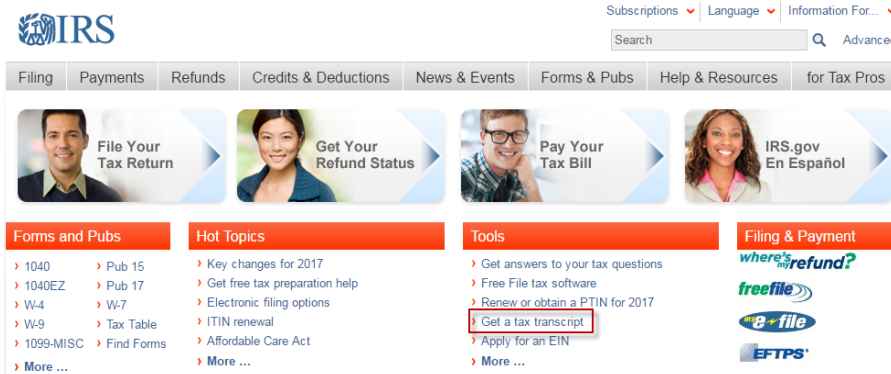 Subscriptions Language Information For...
IRS
Search Advanced
Filing Payments Refunds Credits & Deductions News & Events Forms & Pubs Help & Resources for Tax Pros
File Your
Tax Return
Get Your
Refund Status
Pay Your
Tax Bill
IRS.gov
En Español
Forms and Pubs
1040
1040EZ
W-4
W-9
1099-MISC
Pub 15
Pub 17
W-7
Tax Table
Find Forms
More ...
Hot Topics
Key changes for 2017
Get free tax preparation help
Electronic filing options
ITIN renewal
Affordable Care Act
More ...
Tools
Get answers to your tax questions
Free File tax software
Renew or obtain a PTIN for 2017
Get a tax transcript
Apply for an EIN
More ...
Filing & Payment
where's my refund?
freefile
IRS e-file
EFTPS